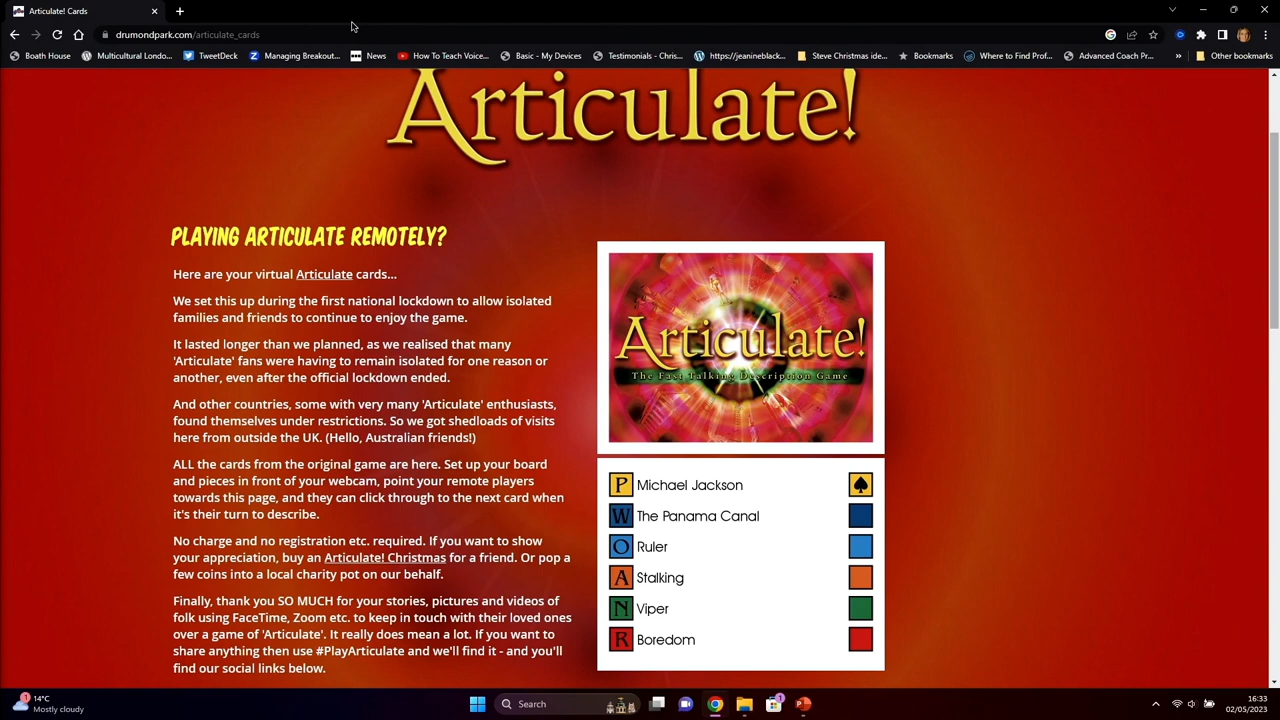 Articulate! Cards
drumondpark.com/articulate_cards
Boath House
Multicultural Londo...
TweetDeck
Managing Breakout...
News
How To Teach Voice...
Basic - My Devices
Testimonials - Chris...
https://jeanineblack...
Steve Christmas ide...
Bookmarks
Where to Find Prof...
Advanced Coach Pr...
»
Other bookmarks
Articulate!
PLAYING ARTICULATE REMOTELY?
Here are your virtual Articulate cards...
We set this up during the first national lockdown to allow isolated
families and friends to continue to enjoy the game.
It lasted longer than we planned, as we realised that many
'Articulate' fans were having to remain isolated for one reason or
another, even after the official lockdown ended.
And other countries, some with very many 'Articulate' enthusiasts,
found themselves under restrictions. So we got shedloads of visits
here from outside the UK. (Hello, Australian friends!)
ALL the cards from the original game are here. Set up your board
and pieces in front of your webcam, point your remote players
towards this page, and they can click through to the next card when
it's their turn to describe.
No charge and no registration etc. required. If you want to show
your appreciation, buy an Articulate! Christmas for a friend. Or pop a
few coins into a local charity pot on our behalf.
Finally, thank you SO MUCH for your stories, pictures and videos of
folk using FaceTime, Zoom etc. to keep in touch with their loved ones
over a game of 'Articulate'. It really does mean a lot. If you want to
share anything then use #PlayArticulate and we'll find it - and you'll
find our social links below.
Articulate!
The Fast Talking Description Game
P Michael Jackson
W The Panama Canal
O Ruler
A Stalking
N Viper
R Boredom
1
14°C
Mostly cloudy
Search
1
16:33
02/05/2023